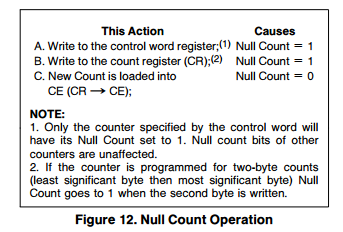 This Action Causes
A. Write to the control word register;(1) Null Count = 1
B. Write to the count register (CR);(2) Null Count = 1
C. New Count is loaded into Null Count = 0
CE (CR → CE);
NOTE:
1. Only the counter specified by the control word will
have its Null Count set to 1. Null count bits of other
counters are unaffected.
2. If the counter is programmed for two-byte counts
(least significant byte then most significant byte) Null
Count goes to 1 when the second byte is written.
Figure 12. Null Count Operation